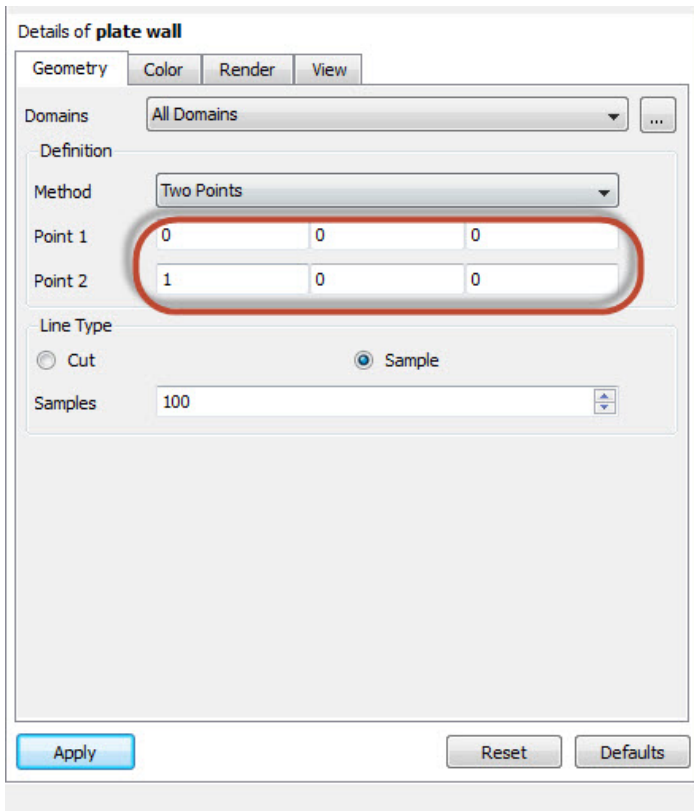 Details of plate wall
Geometry Color Render View
Domains All Domains ...
Definition
Method Two Points
Point 1 0 0 0
Point 2 1 0 0
Line Type
Cut Sample
Samples 100
Apply Reset Defaults